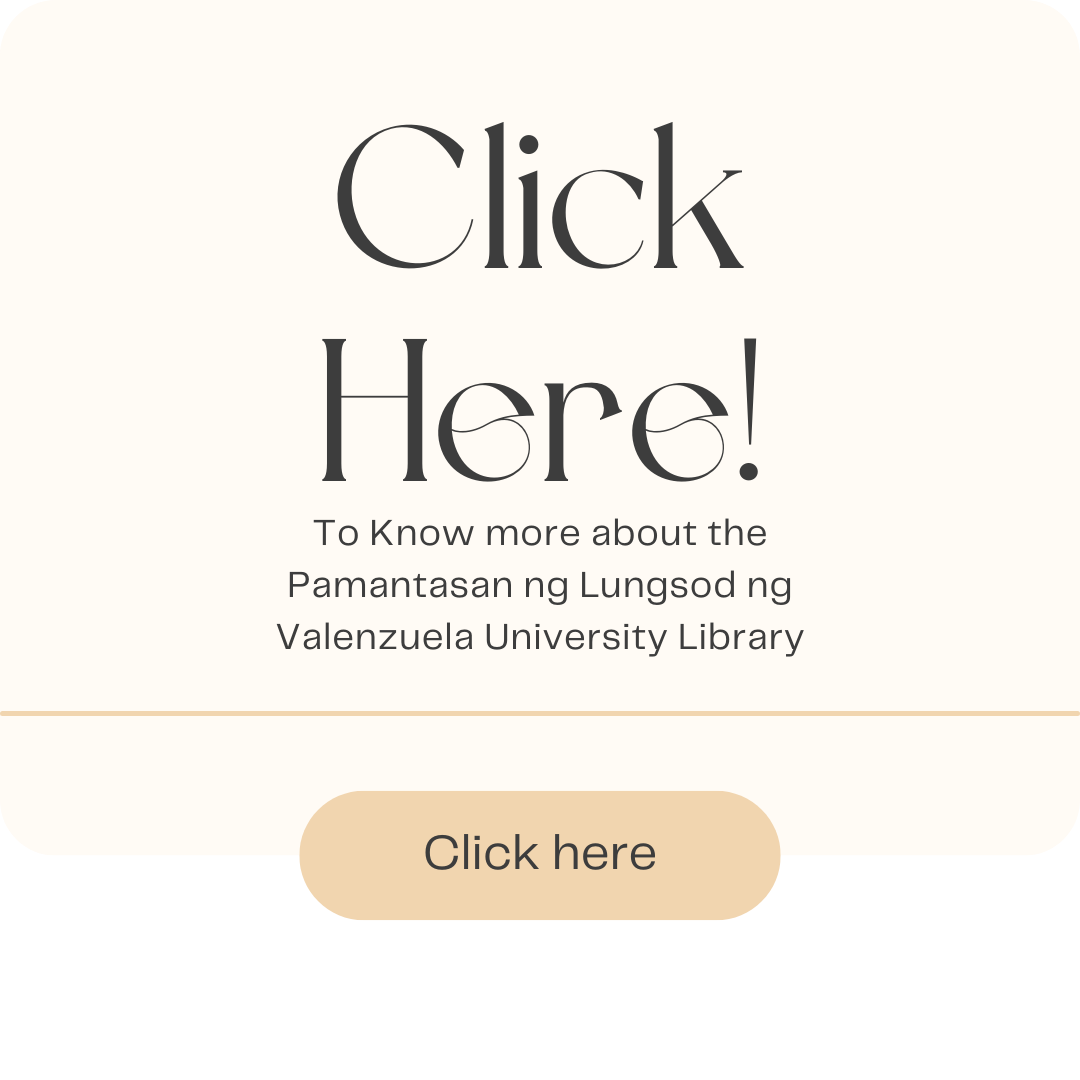 Click
Here!
To Know more about the
Pamantasan ng Lungsod ng
Valenzuela University Library
Click here